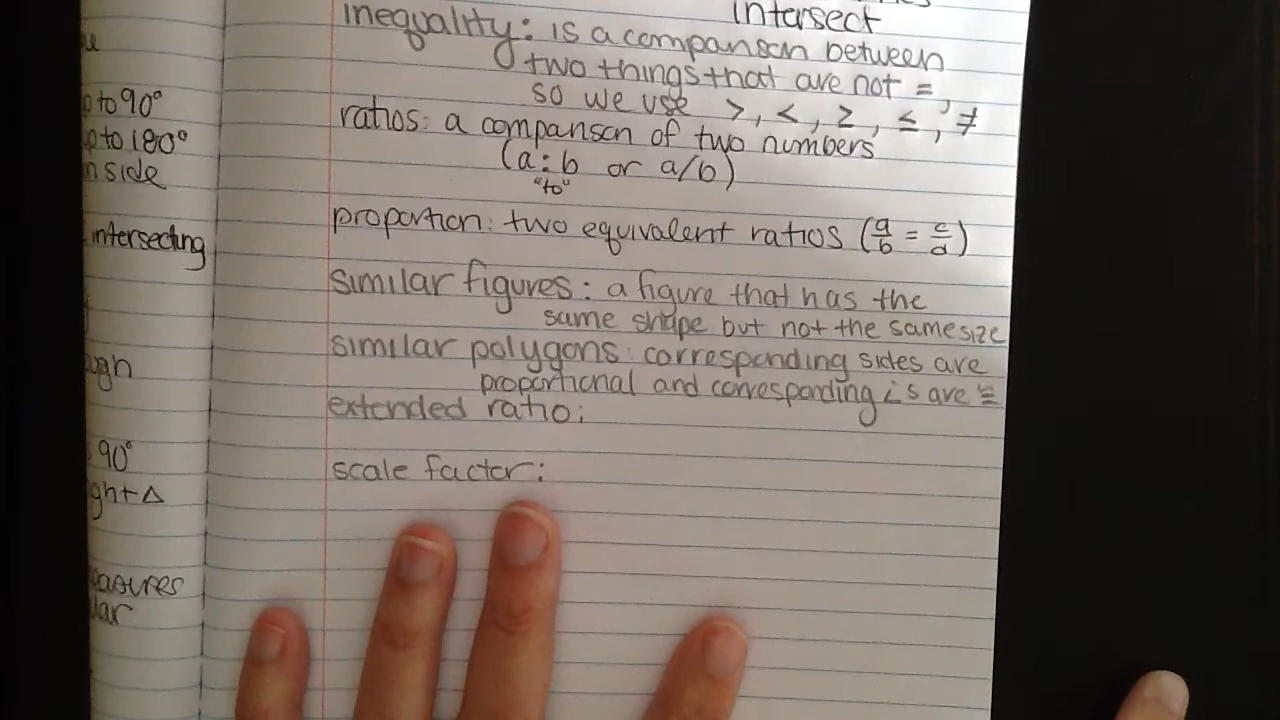 intersect
inequality: is a comparison between
two things that are not =,
so we use >, <, ≥, ≤, ≠
ratios: a comparison of two numbers
(a:b or a/b)
"to"
proportion: two equivalent ratios (a/b = c/d)
similar figures: a figure that has the
same shape but not the same size
similar polygons: corresponding sides are
proportional and corresponding ∠s are ≅
extended ratio:
scale factor:
to 90°
to 180°
side
intersecting
90°
ght Δ